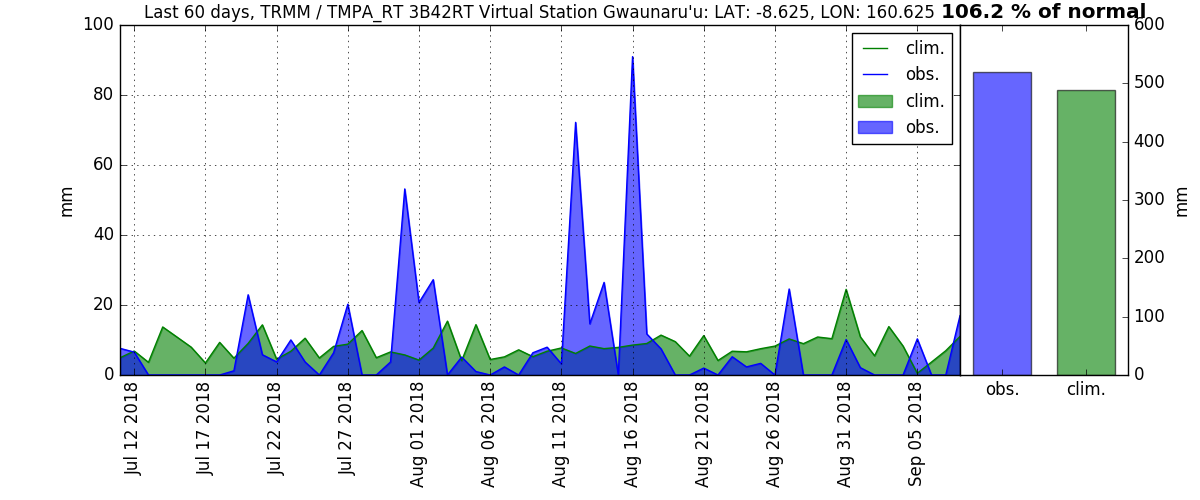 Last 60 days, TRMM / TMPA_RT 3B42RT Virtual Station Gwaunaru'u: LAT: -8.625, LON: 160.625 106.2 % of normal
100
80
60
40
20
0
mm
clim.
obs.
clim.
obs.
600
500
400
300
200
100
0
mm
Jul 12 2018
Jul 17 2018
Jul 22 2018
Jul 27 2018
Aug 01 2018
Aug 06 2018
Aug 11 2018
Aug 16 2018
Aug 21 2018
Aug 26 2018
Aug 31 2018
Sep 05 2018
obs.
clim.